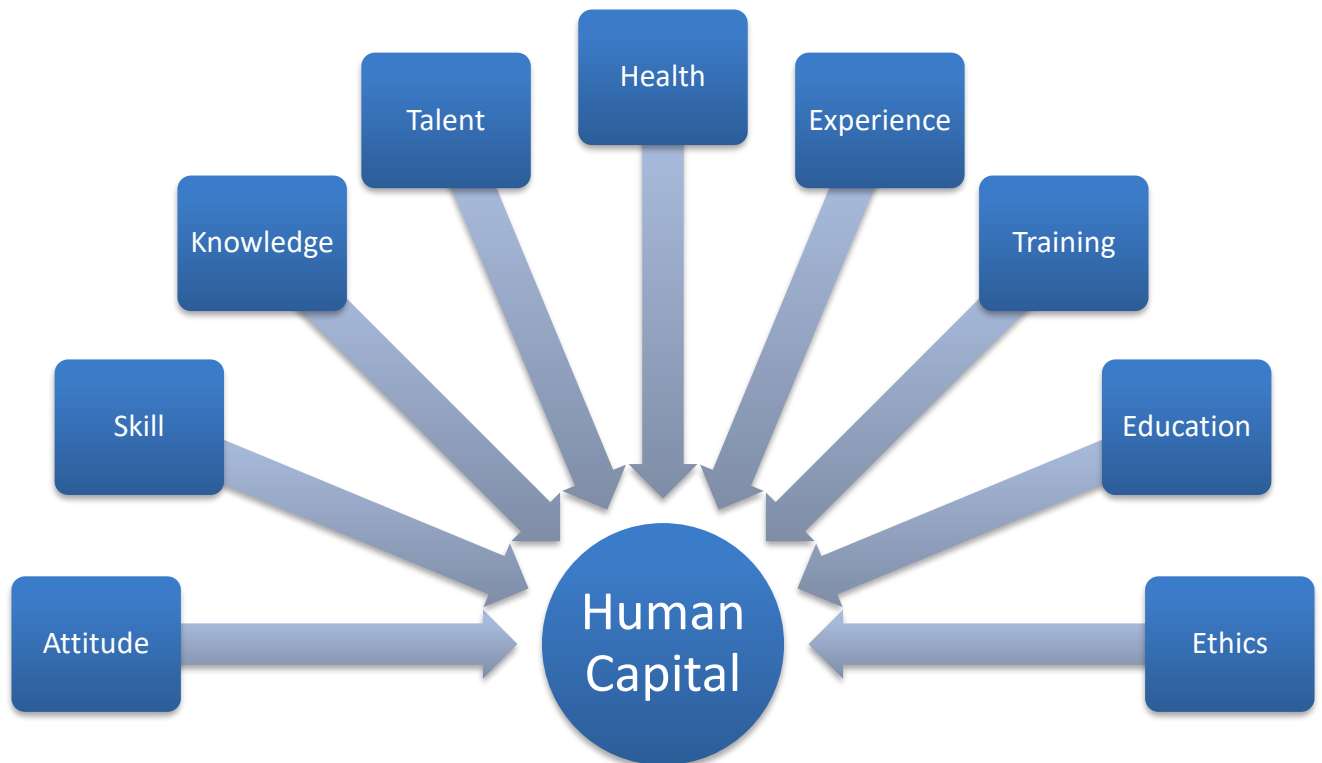 Health
Talent
Experience
Knowledge
Training
Skill
Education
Attitude
Human
Capital
Ethics